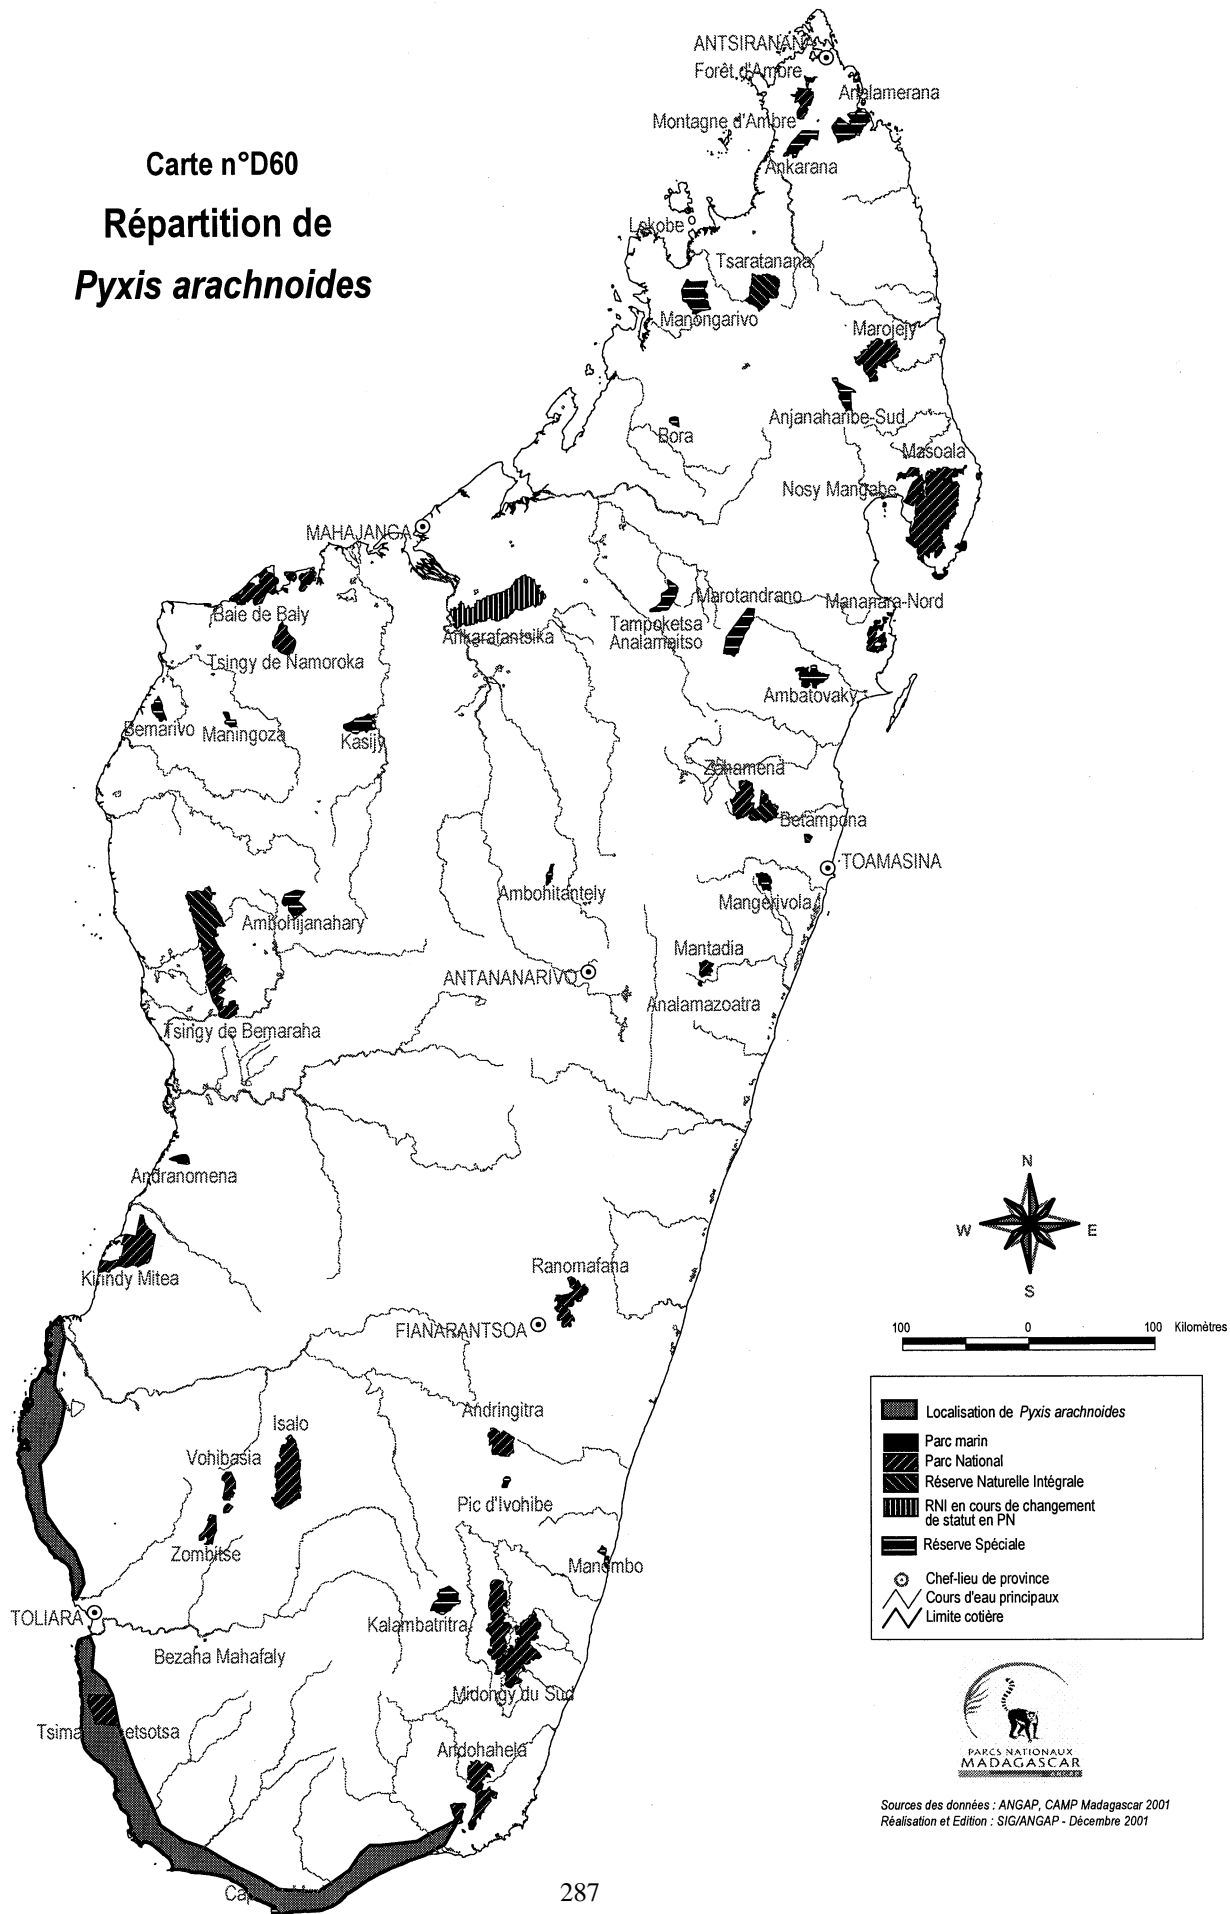 Carte n°D60
Répartition de
Pyxis arachnoides
ANTSIRANANA
Forêt d'Ambre
Analamerana
Montagne d'Ambre
Ankarana
Lokobe
Tsaratanana
Manongarivo
Marojejy
Anjanaharibe-Sud
Bora
Masoala
Nosy Mangabe
MAHAJANGA
Baie de Baly
Ankarafantsika
Tampoketsa
Analamaitso
Marotandrano
Mananara-Nord
Tsingy de Namoroka
Ambatovaky
Bemarivo
Maningoza
Kasijy
Zahamena
Betampona
TOAMASINA
Ambohitantely
Mangerivola
Ambohijanahary
Mantadia
ANTANANARIVO
Analamazoatra
Tsingy de Bemaraha
Andranomena
Kirindy Mitea
Ranomafana
FIANARANTSOA
Andringitra
Isalo
Vohibasia
Pic d'Ivohibe
Zombitse
Manombo
TOLIARA
Kalambatritra
Bezaha Mahafaly
Midongy du Sud
Tsima etsotsa
Andohahela
Cap
N
W
E
S
100
0
100 Kilomètres
Localisation de Pyxis arachnoides
Parc marin
Parc National
Réserve Naturelle Intégrale
RNI en cours de changement
de statut en PN
Réserve Spéciale
Chef-lieu de province
Cours d'eau principaux
Limite cotière
PARCS NATIONAUX
MADAGASCAR
Sources des données : ANGAP, CAMP Madagascar 2001
Réalisation et Edition : SIG/ANGAP - Décembre 2001
287